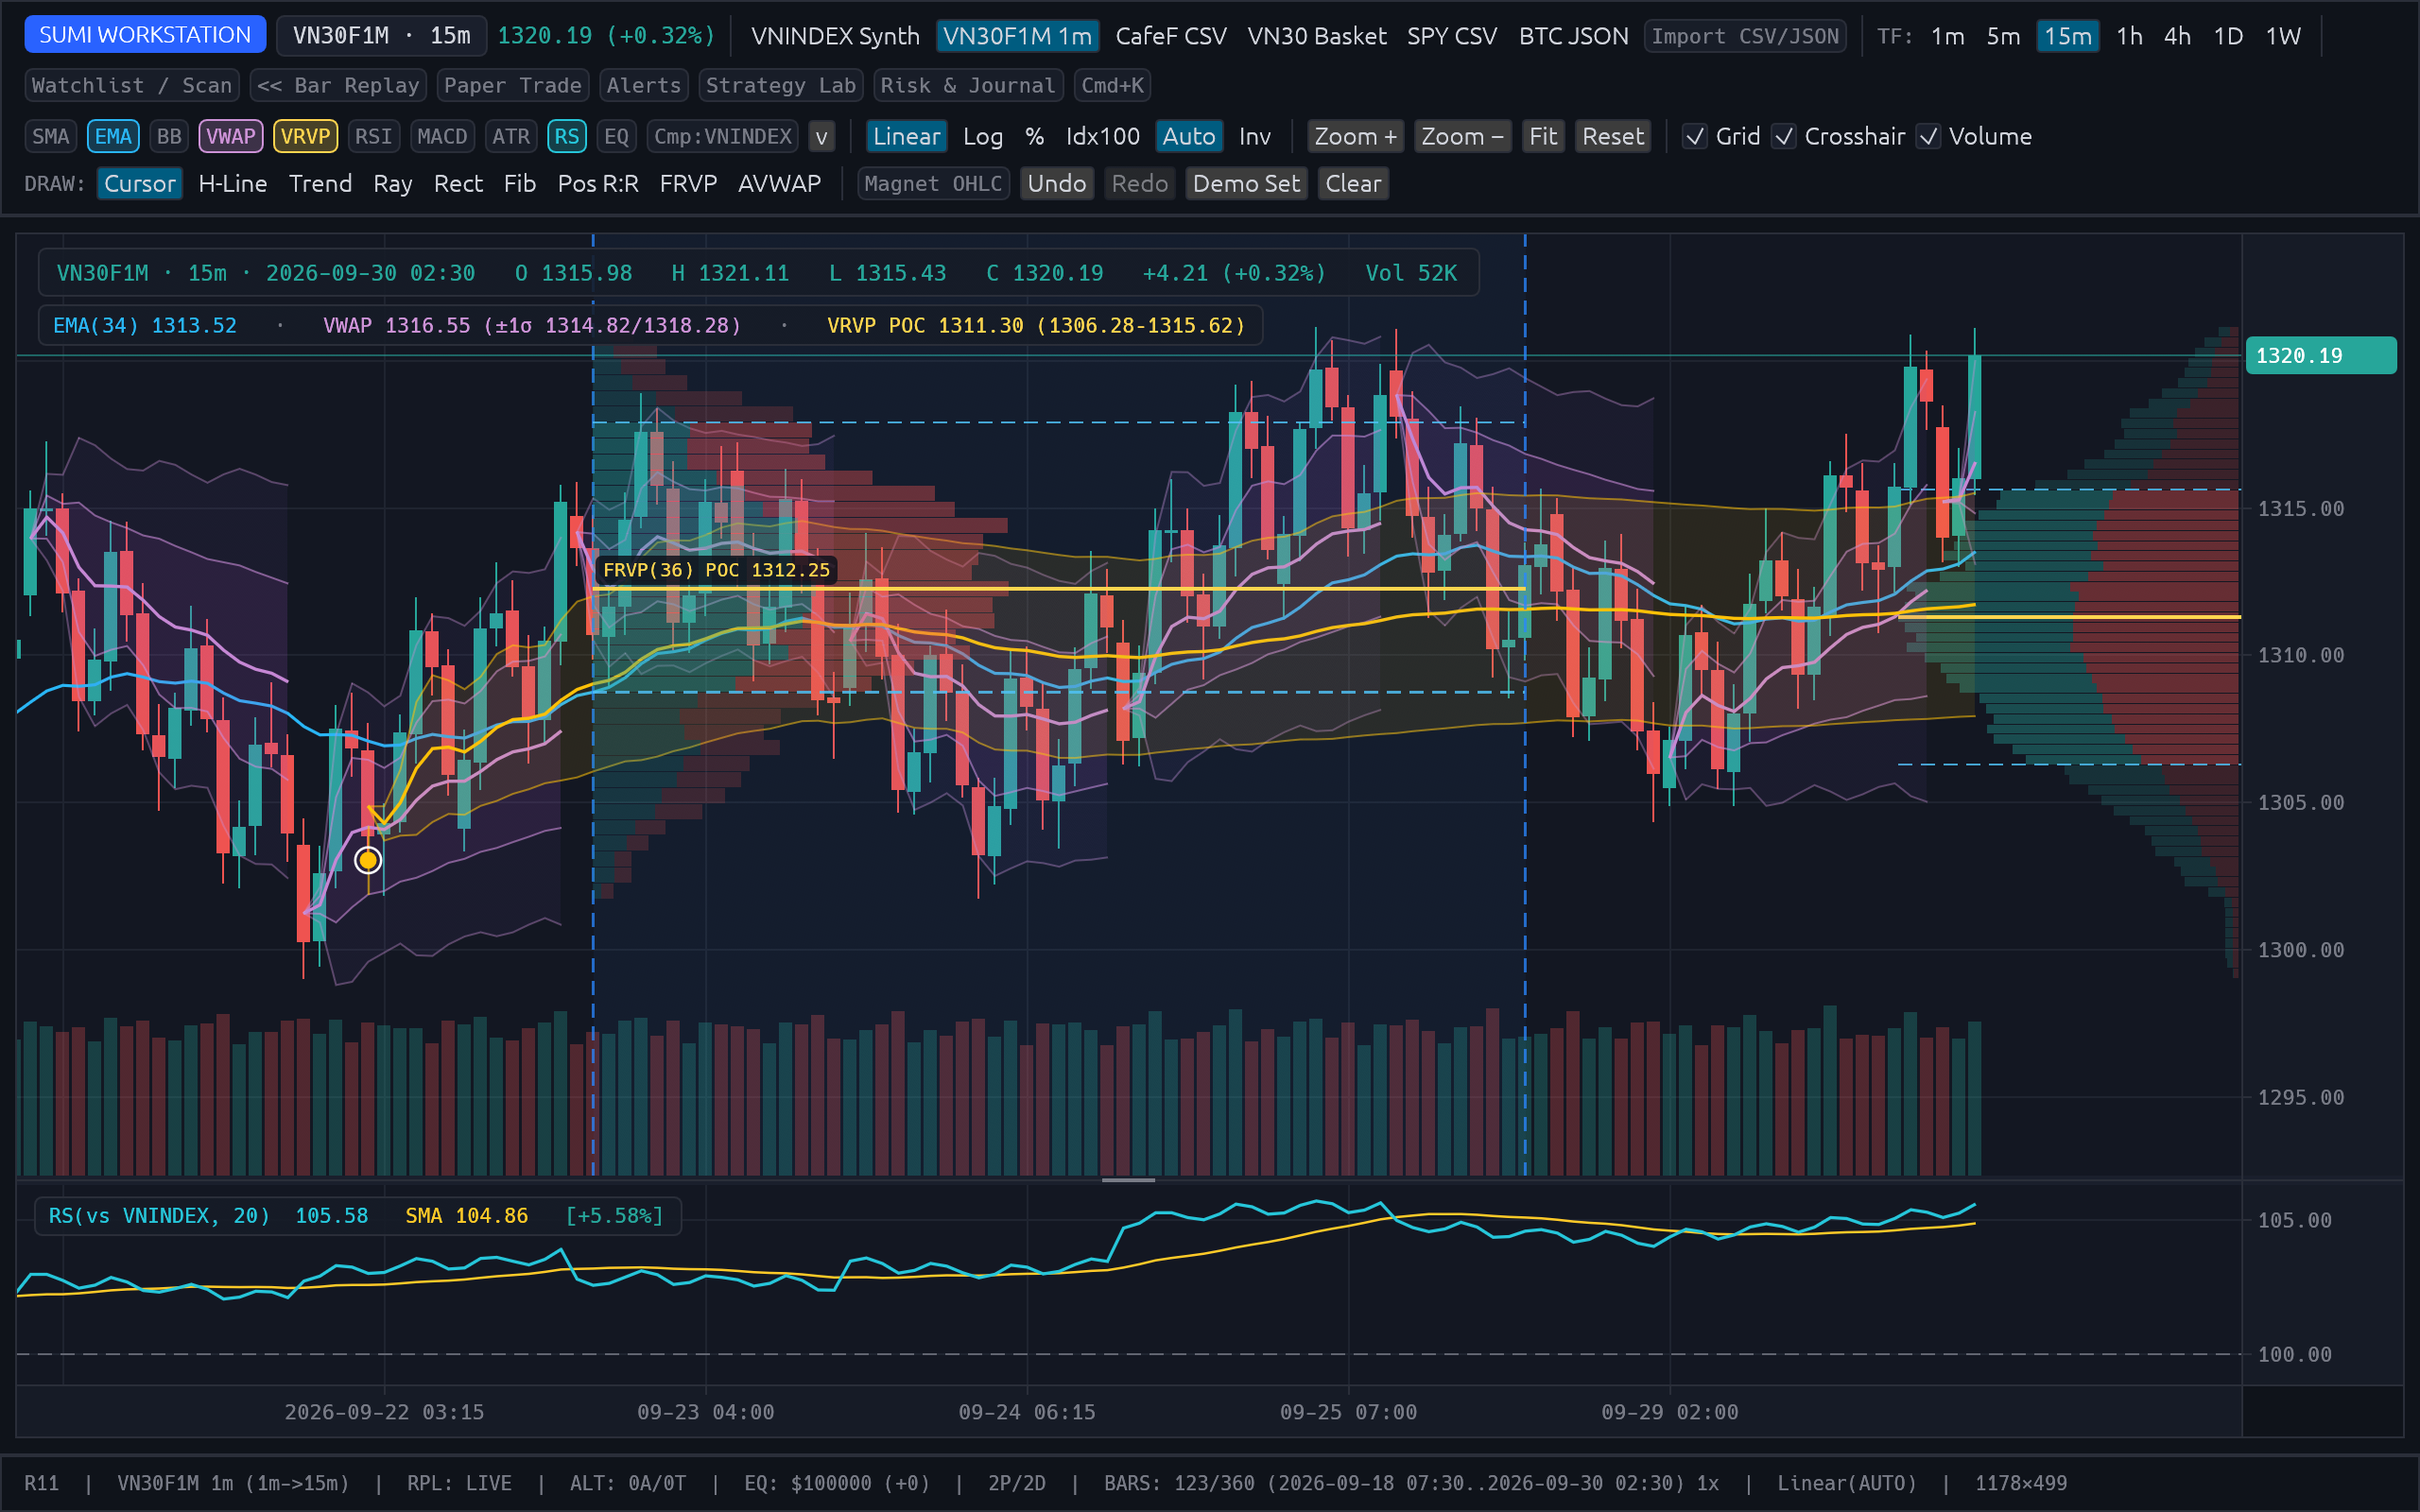 SUMI WORKSTATION VN30F1M · 15m 1320.19 (+0.32%) VNINDEX Synth VN30F1M 1m CafeF CSV VN30 Basket SPY CSV BTC JSON Import CSV/JSON TF: 1m 5m 15m 1h 4h 1D 1W
Watchlist / Scan << Bar Replay Paper Trade Alerts Strategy Lab Risk & Journal Cmd+K
SMA EMA BB VWAP VRVP RSI MACD ATR RS EQ Cmp:VNINDEX v Linear Log % Idx100 Auto Inv Zoom + Zoom − Fit Reset Grid Crosshair Volume
DRAW: Cursor H-Line Trend Ray Rect Fib Pos R:R FRVP AVWAP Magnet OHLC Undo Redo Demo Set Clear
VN30F1M · 15m · 2026-09-30 02:30 O 1315.98 H 1321.11 L 1315.43 C 1320.19 +4.21 (+0.32%) Vol 52K
EMA(34) 1313.52 · VWAP 1316.55 (±1σ 1314.82/1318.28) · VRVP POC 1311.30 (1306.28-1315.62)
1320.19
1315.00
FRVP(36) POC 1312.25
1310.00
1305.00
1300.00
1295.00
RS(vs VNINDEX, 20) 105.58 SMA 104.86 [+5.58%]
105.00
100.00
2026-09-22 03:15 09-23 04:00 09-24 06:15 09-25 07:00 09-29 02:00
R11 | VN30F1M 1m (1m->15m) | RPL: LIVE | ALT: 0A/0T | EQ: $100000 (+0) | 2P/2D | BARS: 123/360 (2026-09-18 07:30..2026-09-30 02:30) 1x | Linear(AUTO) | 1178×499